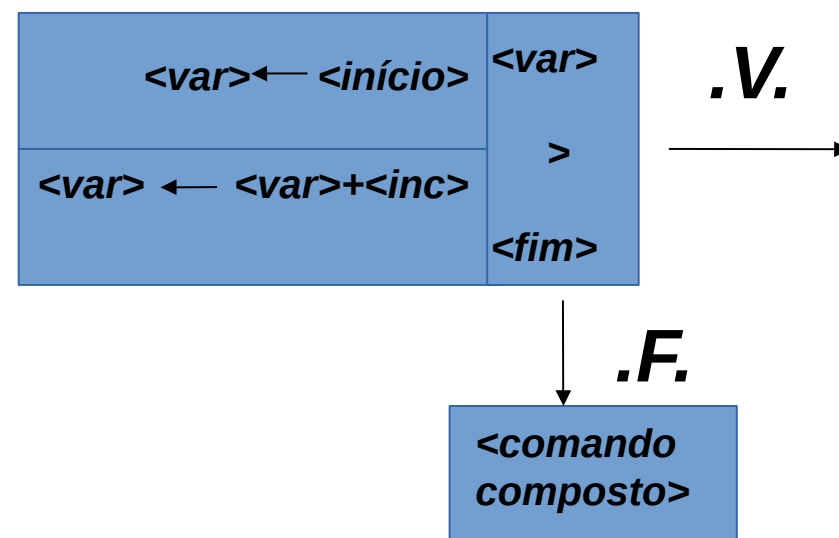 <var> <início>
<var>
.V.
>
<var> <var>+<inc>
<fim>
.F.
<comando
composto>